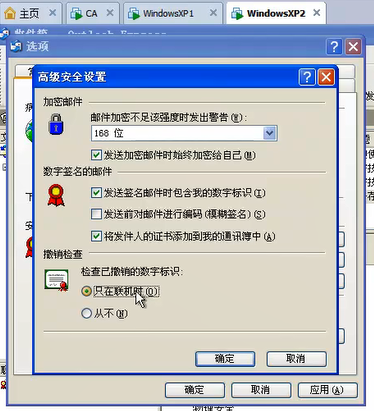 主页 CA WindowsXP1 WindowsXP2
Outlook Express
选项
高级安全设置
加密邮件
邮件加密不足该强度时发出警告(E):
168 位
发送加密邮件时始终加密给自己(M)
数字签名的邮件
发送签名邮件时包含我的数字标识(I)
发送前对邮件进行编码(模糊签名)(S)
将发件人的证书添加到我的通讯簿中(A)
撤销检查
检查已撤销的数字标识:
只在联机时(O)
从不(N)
确定 取消
确定 取消 应用(A)